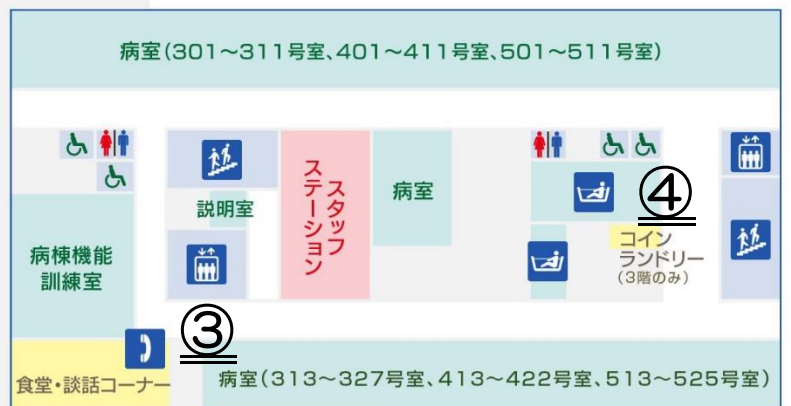 病室(301～311号室、401～411号室、501～511号室)
説明室
スタッフ
ステーション
病室
④
コイン
ランドリー
(3階のみ)
病棟機能
訓練室
③
食堂・談話コーナー
病室(313～327号室、413～422号室、513～525号室)